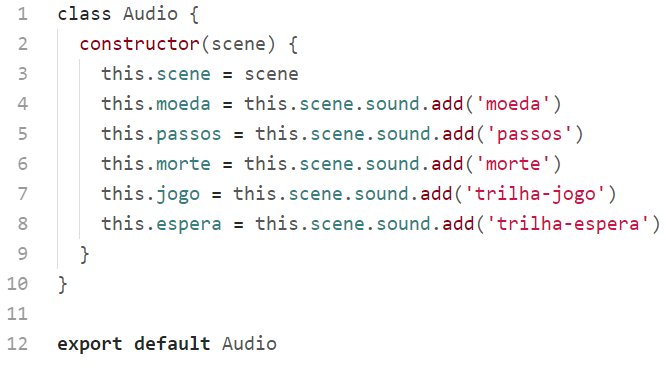 1 class Audio {
2 constructor(scene) {
3 this.scene = scene
4 this.moeda = this.scene.sound.add('moeda')
5 this.passos = this.scene.sound.add('passos')
6 this.morte = this.scene.sound.add('morte')
7 this.jogo = this.scene.sound.add('trilha-jogo')
8 this.espera = this.scene.sound.add('trilha-espera')
9 }
10 }
11
12 export default Audio